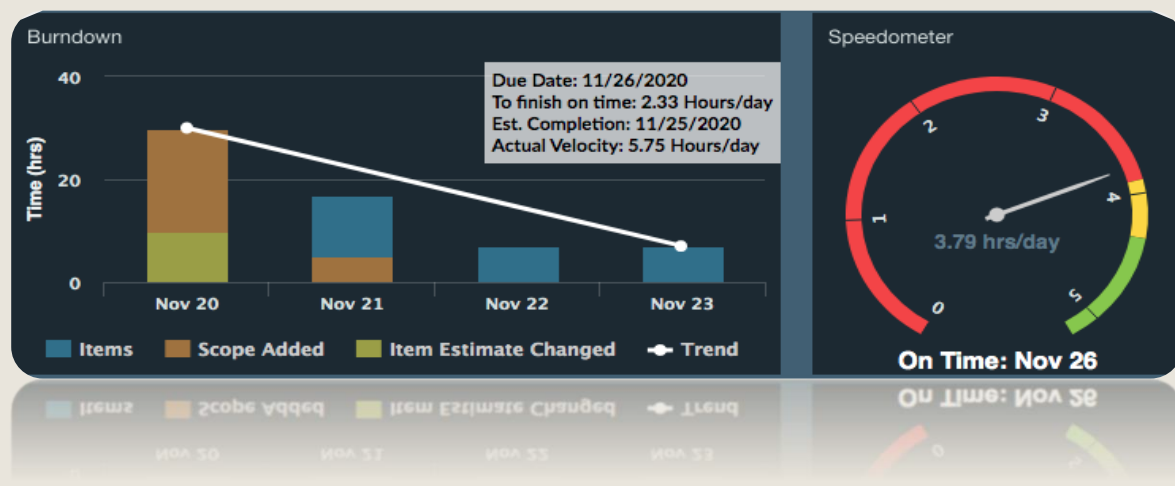 Burndown
40
20
0
Time (hrs)
Due Date: 11/26/2020
To finish on time: 2.33 Hours/day
Est. Completion: 11/25/2020
Actual Velocity: 5.75 Hours/day
Nov 20
Nov 21
Nov 22
Nov 23
Items
Scope Added
Item Estimate Changed
Trend
Speedometer
0
1
2
3
4
5
3.79 hrs/day
On Time: Nov 26